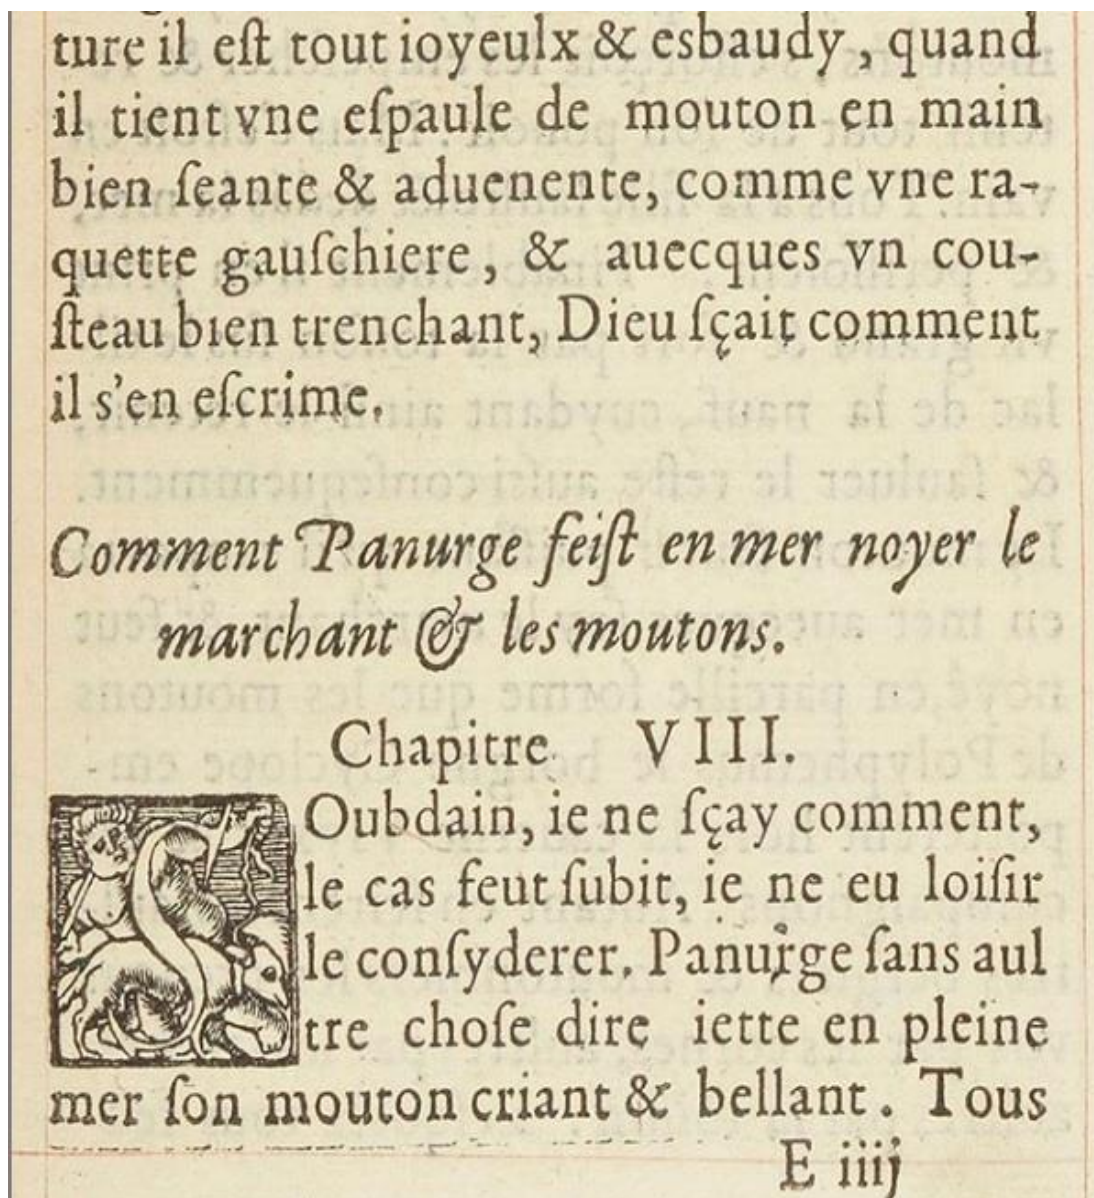 ture il eſt tout ioyeulx & esbaudy, quand
il tient vne eſpaule de mouton en main
bien ſeante & aduenente, comme vne ra-
quette gauſchiere, & auecques vn cou-
ſteau bien trenchant, Dieu ſçait comment
il s'en eſcrime.
Comment Panurge feiſt en mer noyer le
marchant & les moutons.
Chapitre VIII.
SOubdain, ie ne ſçay comment,
le cas feut ſubit, ie ne eu loiſir
le conſyderer. Panurge ſans aul
tre choſe dire iette en pleine
mer ſon mouton criant & bellant. Tous
E iiij